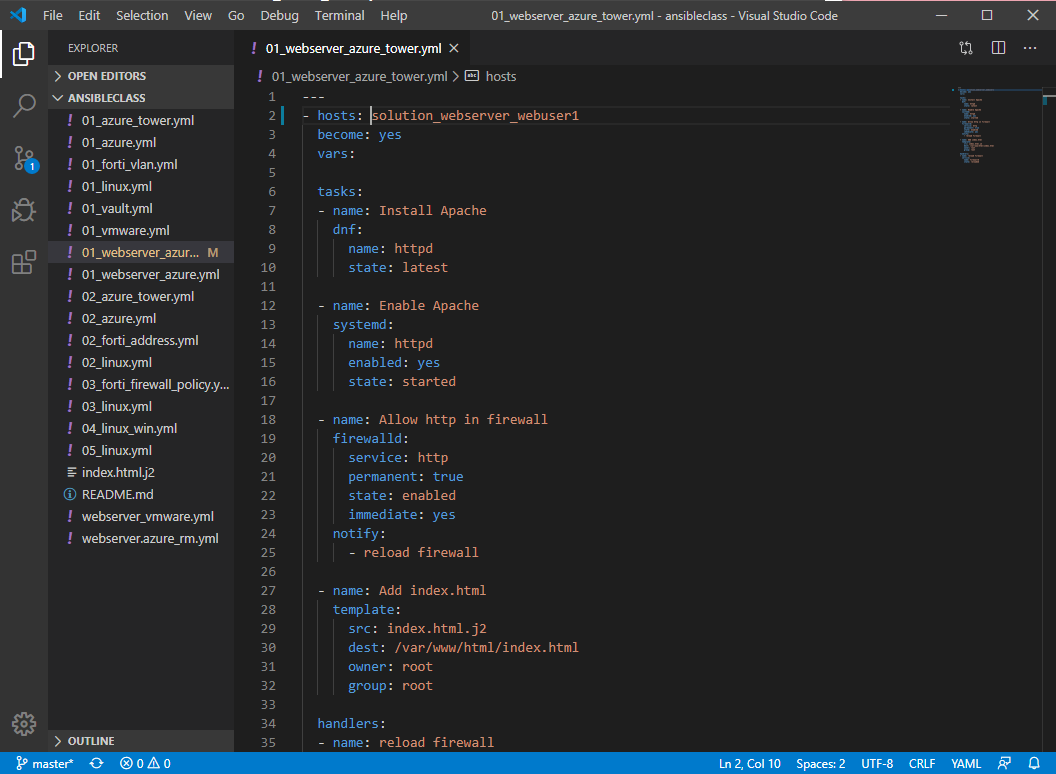 File Edit Selection View Go Debug Terminal Help 01_webserver_azure_tower.yml - ansibleclass - Visual Studio Code
EXPLORER
OPEN EDITORS
ANSIBLECLASS
01_azure_tower.yml
01_azure.yml
01_forti_vlan.yml
01_linux.yml
01_vault.yml
01_vmware.yml
01_webserver_azur... M
01_webserver_azure.yml
02_azure_tower.yml
02_azure.yml
02_forti_address.yml
02_linux.yml
03_forti_firewall_policy.y...
03_linux.yml
04_linux_win.yml
05_linux.yml
index.html.j2
README.md
webserver_vmware.yml
webserver.azure_rm.yml
OUTLINE
1
! 01_webserver_azure_tower.yml
! 01_webserver_azure_tower.yml > abc hosts
1 ---
2 - hosts: solution_webserver_webuser1
3 become: yes
4 vars:
5
6 tasks:
7 - name: Install Apache
8 dnf:
9 name: httpd
10 state: latest
11
12 - name: Enable Apache
13 systemd:
14 name: httpd
15 enabled: yes
16 state: started
17
18 - name: Allow http in firewall
19 firewalld:
20 service: http
21 permanent: true
22 state: enabled
23 immediate: yes
24 notify:
25 - reload firewall
26
27 - name: Add index.html
28 template:
29 src: index.html.j2
30 dest: /var/www/html/index.html
31 owner: root
32 group: root
33
34 handlers:
35 - name: reload firewall
master* 0 0 Ln 2, Col 10 Spaces: 2 UTF-8 CRLF YAML